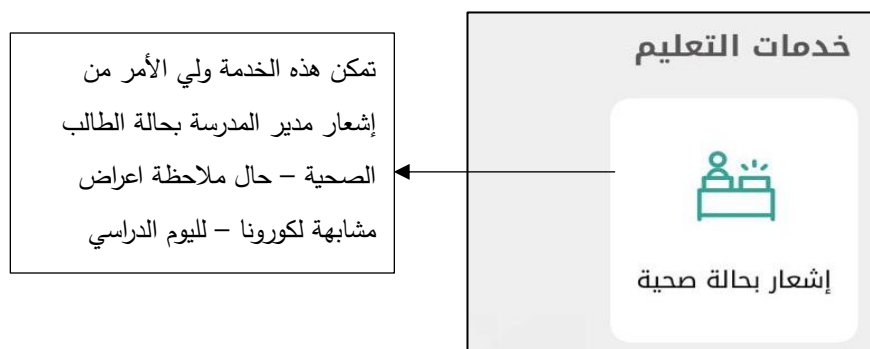 خدمات التعليم
إشعار بحالة صحية
تمكن هذه الخدمة ولي الأمر من
إشعار مدير المدرسة بحالة الطالب
الصحية – حال ملاحظة اعراض
مشابهة لكورونا – لليوم الدراسي